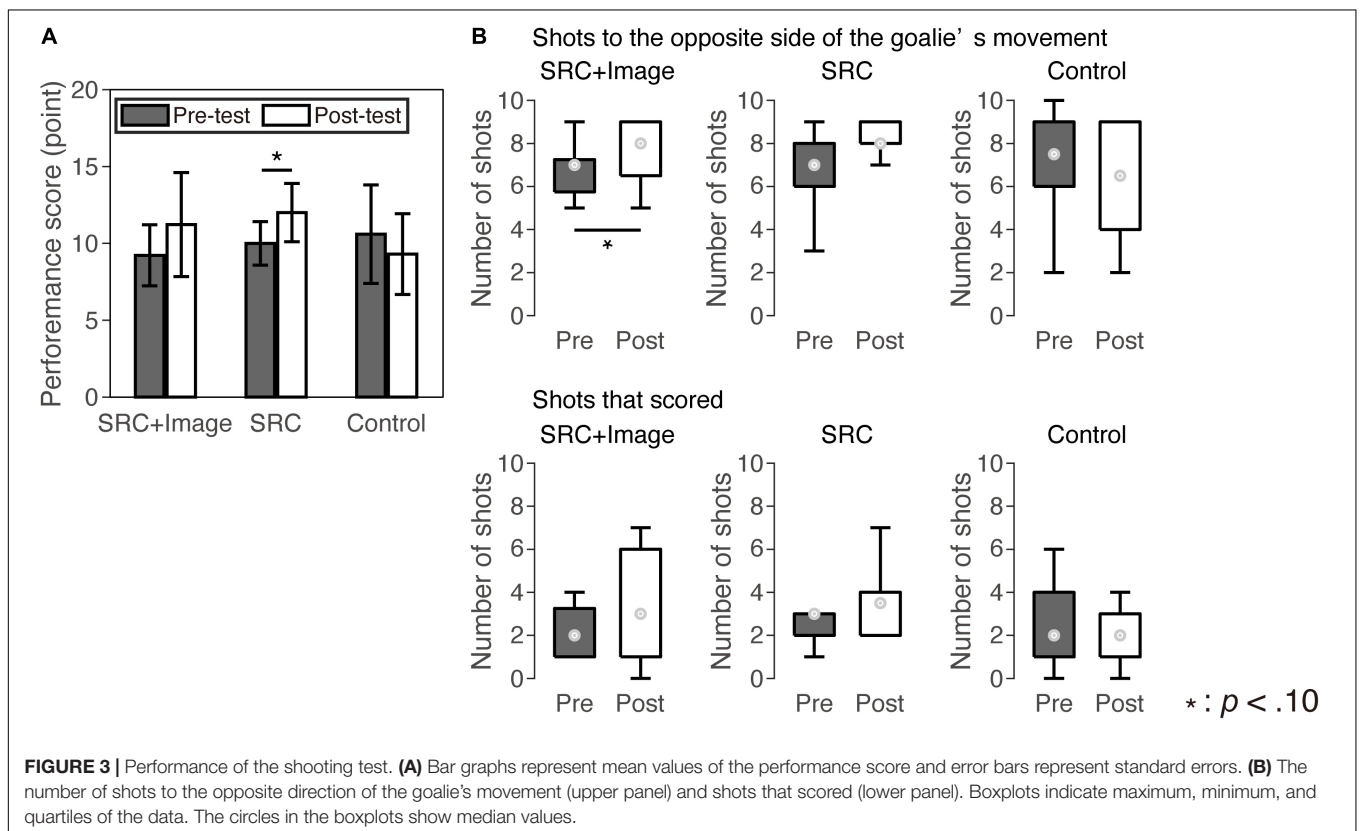 A
Perforemance score (point)
20
15
10
5
0
Pre-test Post-test
*
SRC+Image SRC Control
B Shots to the opposite side of the goalie' s movement
SRC+Image SRC Control
Number of shots
10
8
6
4
2
0
*
Pre Post
Number of shots
10
8
6
4
2
0
Pre Post
Number of shots
10
8
6
4
2
0
Pre Post
Shots that scored
SRC+Image SRC Control
Number of shots
10
8
6
4
2
0
Pre Post
Number of shots
10
8
6
4
2
0
Pre Post
Number of shots
10
8
6
4
2
0
Pre Post
* : p < .10
FIGURE 3 | Performance of the shooting test. (A) Bar graphs represent mean values of the performance score and error bars represent standard errors. (B) The
number of shots to the opposite direction of the goalie's movement (upper panel) and shots that scored (lower panel). Boxplots indicate maximum, minimum, and
quartiles of the data. The circles in the boxplots show median values.